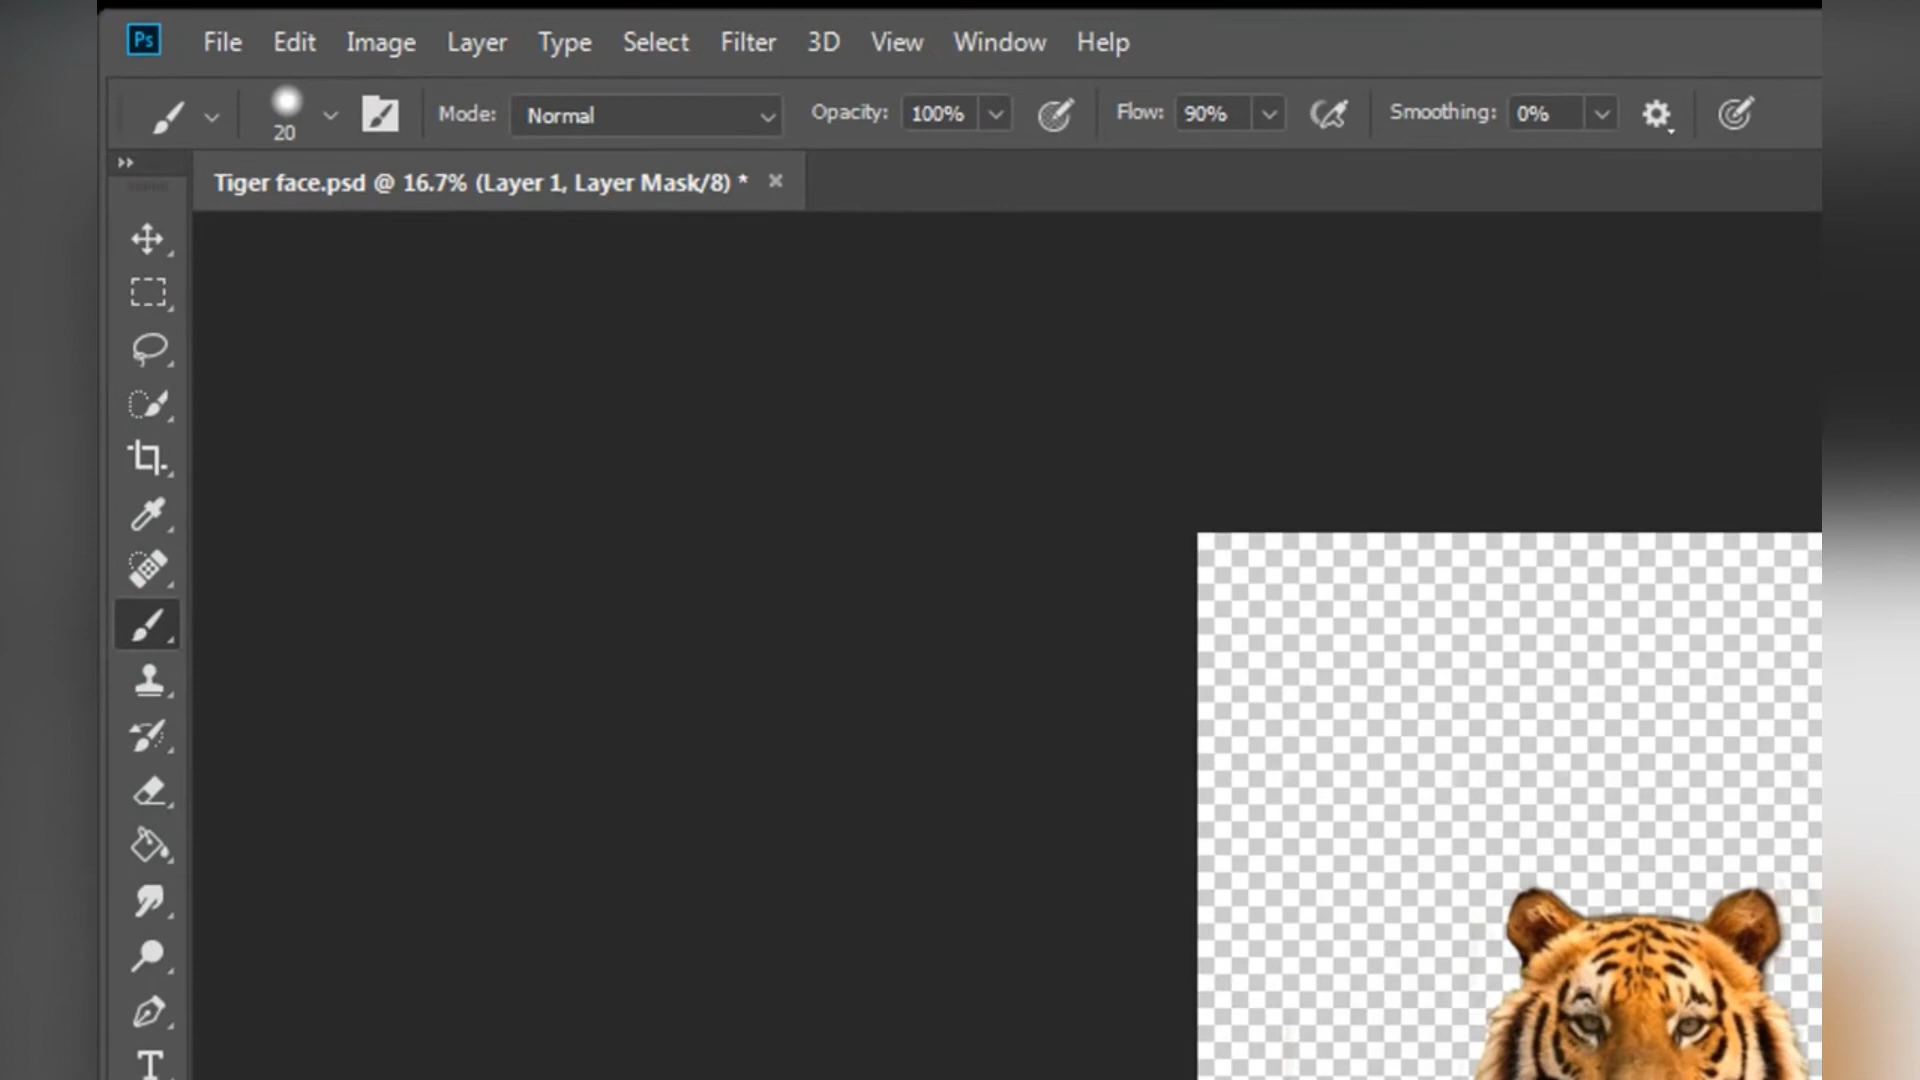 Ps File Edit Image Layer Type Select Filter 3D View Window Help
20 Mode: Normal Opacity: 100% Flow: 90% Smoothing: 0%
Tiger face.psd @ 16.7% (Layer 1, Layer Mask/8) *
T